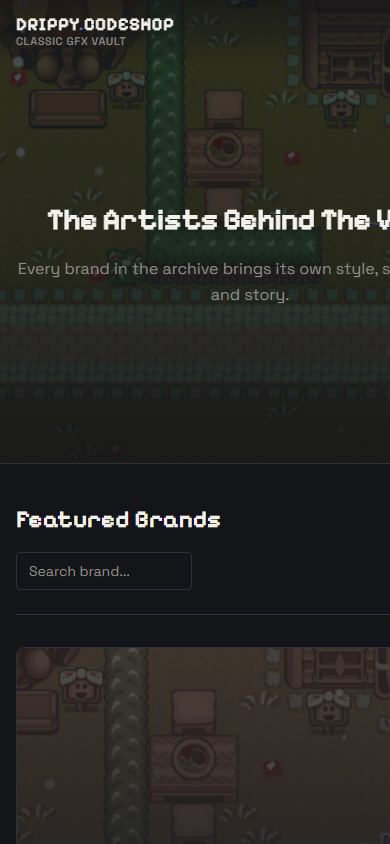 DRIPPY.CODESHOP
CLASSIC GFX VAULT
The Artists Behind The V
Every brand in the archive brings its own style, s
and story.
Featured Brands
Search brand...